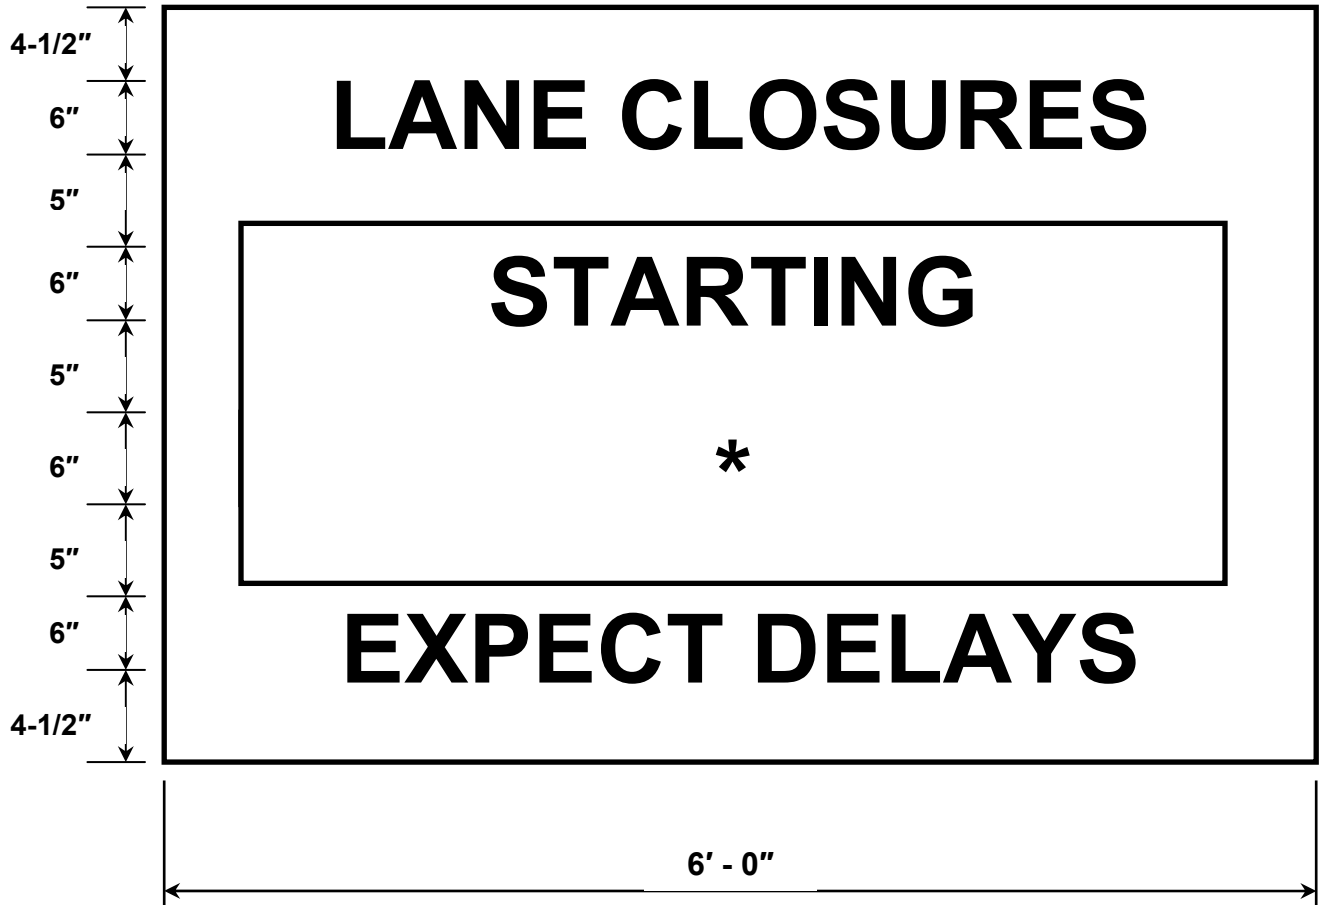 4-1/2″
6″
LANE CLOSURES
5″
6″
STARTING
5″
6″
*
5″
6″
EXPECT DELAYS
4-1/2″
6′ - 0″